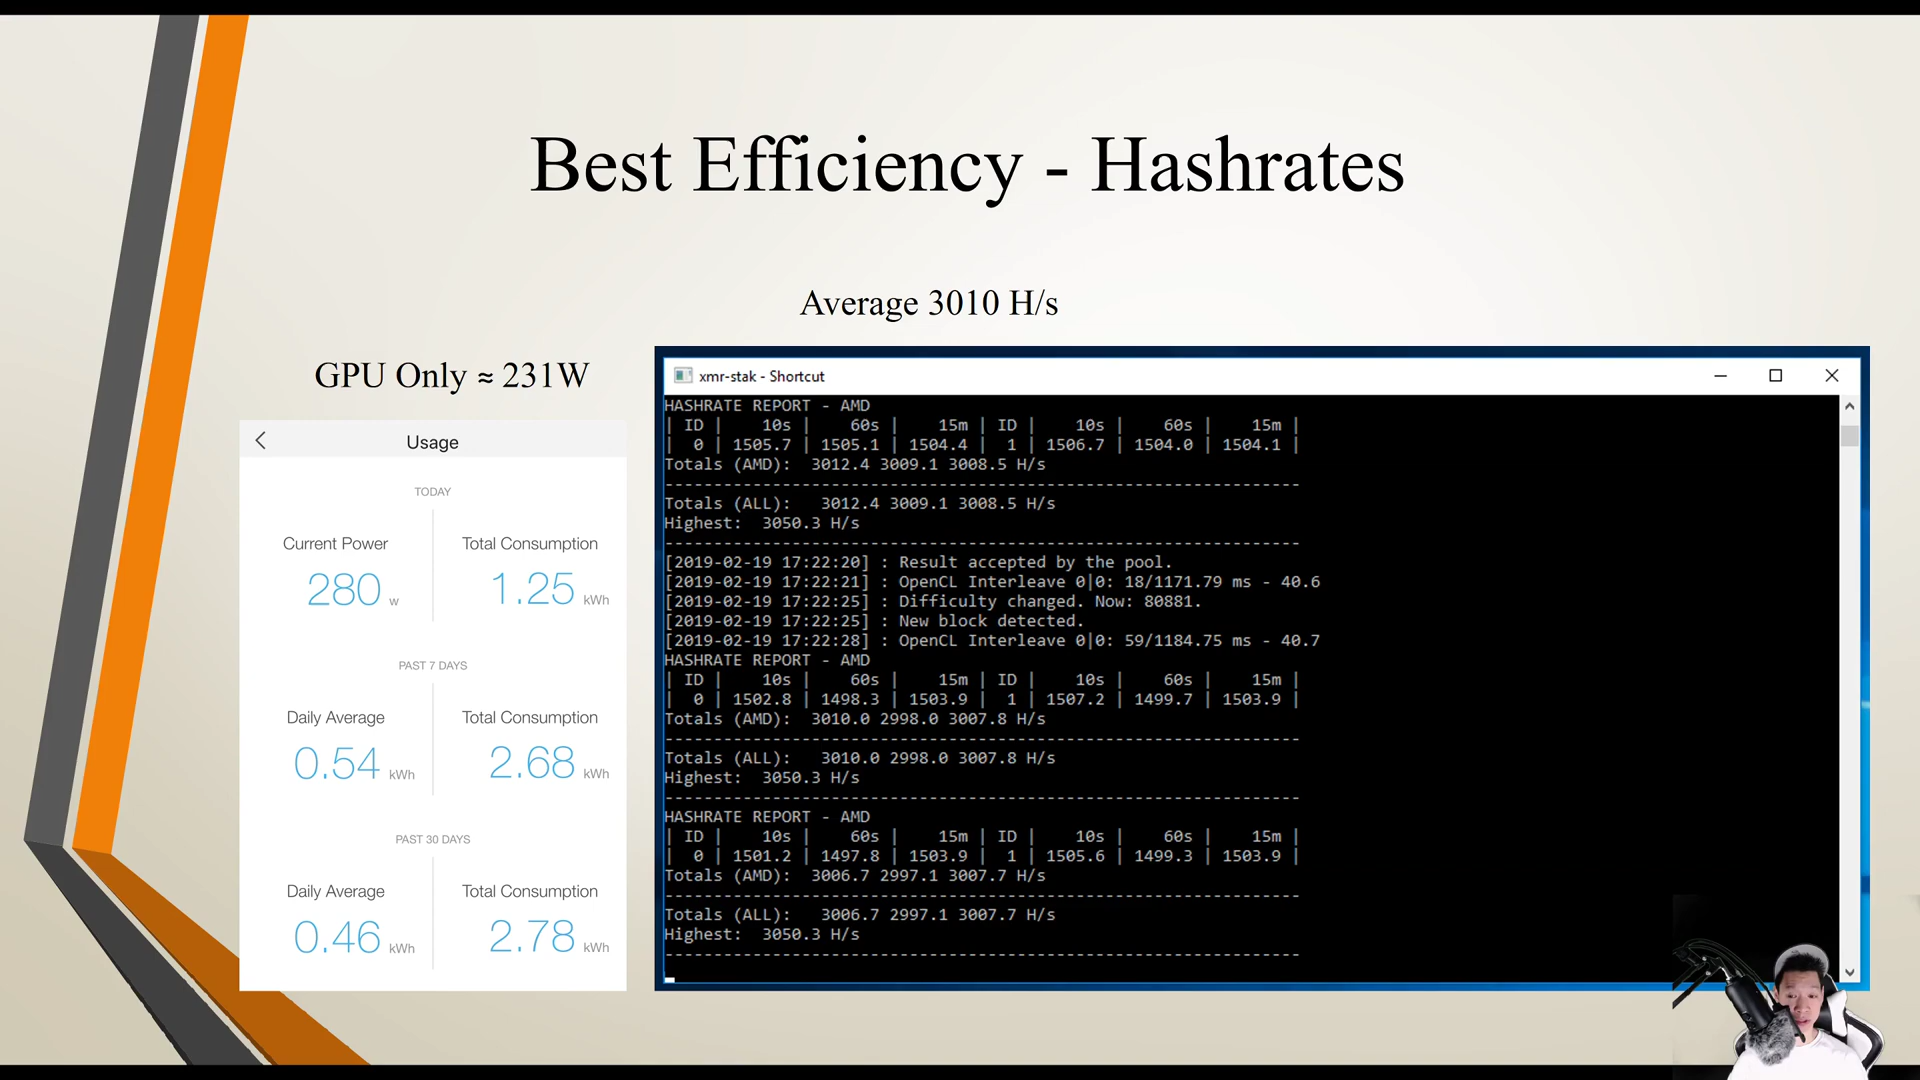 Best Efficiency - Hashrates
Average 3010 H/s
GPU Only ≈ 231W
Usage
TODAY
Current Power
280 w
Total Consumption
1.25 kWh
PAST 7 DAYS
Daily Average
0.54 kWh
Total Consumption
2.68 kWh
PAST 30 DAYS
Daily Average
0.46 kWh
Total Consumption
2.78 kWh
xmr-stak - Shortcut
HASHRATE REPORT - AMD
| ID |    10s |    60s |    15m | ID |    10s |    60s |    15m |
|  0 | 1505.7 | 1505.1 | 1504.4 |  1 | 1506.7 | 1504.0 | 1504.1 |
Totals (AMD):  3012.4 3009.1 3008.5 H/s
-----------------------------------------------------------------
Totals (ALL):   3012.4 3009.1 3008.5 H/s
Highest:  3050.3 H/s
-----------------------------------------------------------------
[2019-02-19 17:22:20] : Result accepted by the pool.
[2019-02-19 17:22:21] : OpenCL Interleave 0|0: 18/1171.79 ms - 40.6
[2019-02-19 17:22:25] : Difficulty changed. Now: 80881.
[2019-02-19 17:22:25] : New block detected.
[2019-02-19 17:22:28] : OpenCL Interleave 0|0: 59/1184.75 ms - 40.7
HASHRATE REPORT - AMD
| ID |    10s |    60s |    15m | ID |    10s |    60s |    15m |
|  0 | 1502.8 | 1498.3 | 1503.9 |  1 | 1507.2 | 1499.7 | 1503.9 |
Totals (AMD):  3010.0 2998.0 3007.8 H/s
-----------------------------------------------------------------
Totals (ALL):   3010.0 2998.0 3007.8 H/s
Highest:  3050.3 H/s
-----------------------------------------------------------------
HASHRATE REPORT - AMD
| ID |    10s |    60s |    15m | ID |    10s |    60s |    15m |
|  0 | 1501.2 | 1497.8 | 1503.9 |  1 | 1505.6 | 1499.3 | 1503.9 |
Totals (AMD):  3006.7 2997.1 3007.7 H/s
-----------------------------------------------------------------
Totals (ALL):   3006.7 2997.1 3007.7 H/s
Highest:  3050.3 H/s
-----------------------------------------------------------------